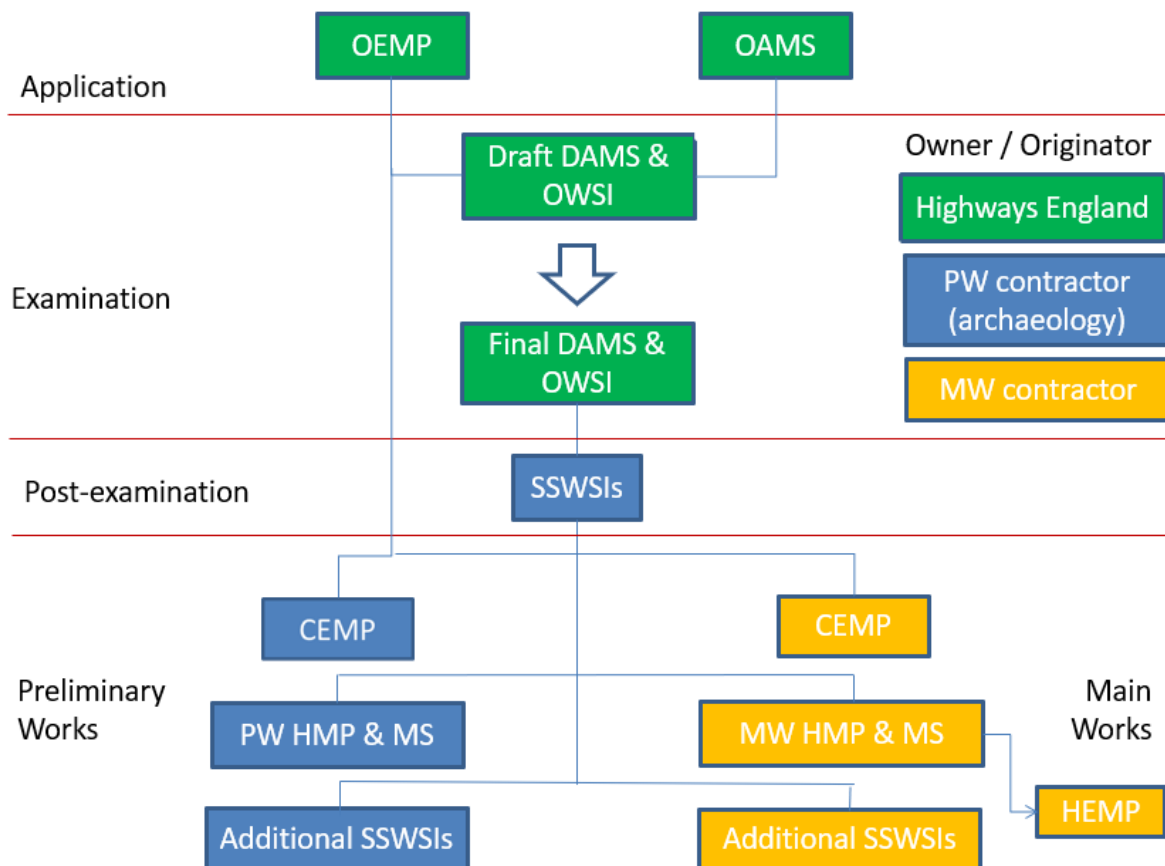 OEMP
OAMS
Application
Draft DAMS &
OWSI
Owner / Originator
Highways England
PW contractor
(archaeology)
MW contractor
Examination
Final DAMS &
OWSI
Post-examination
SSWSIs
CEMP
CEMP
Preliminary
Works
PW HMP & MS
MW HMP & MS
Main
Works
HEMP
Additional SSWSIs
Additional SSWSIs